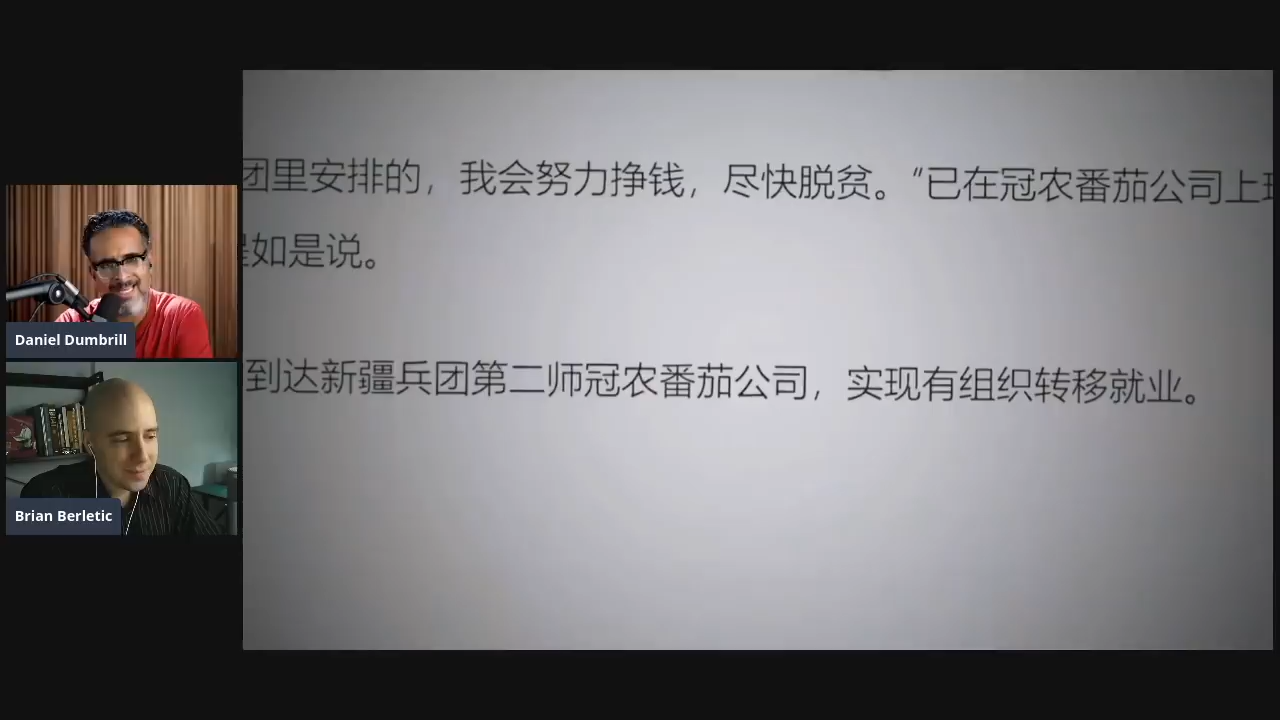 团里安排的，我会努力挣钱，尽快脱贫。“已在冠农番茄公司上
如是说。
到达新疆兵团第二师冠农番茄公司，实现有组织转移就业。
Daniel Dumbrill
Brian Berletic